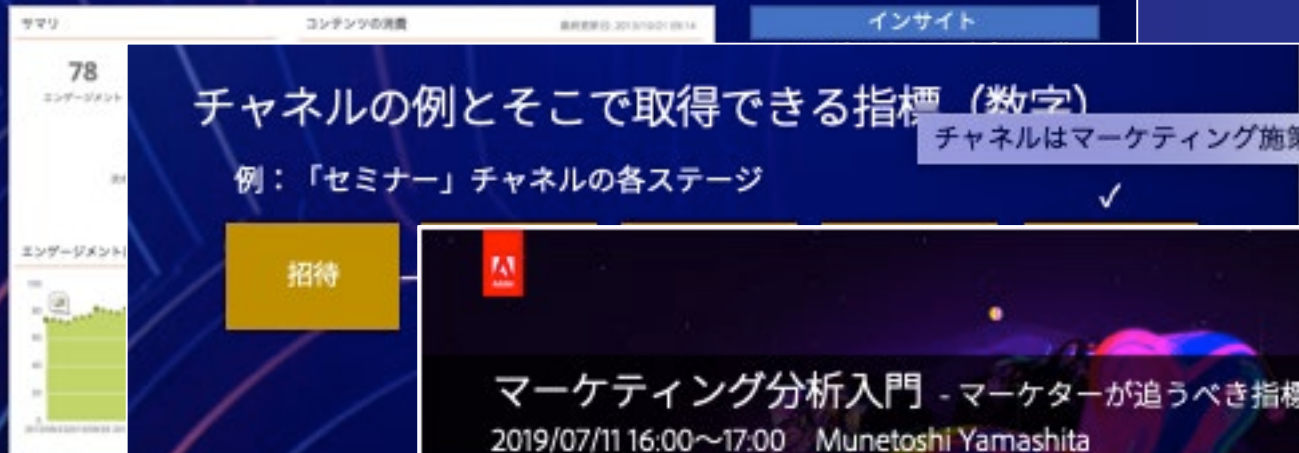 サマリ
コンテンツの消費
インサイト
78
エンゲージメント
チャネルの例とそこで取得できる指標（数字）
チャネルはマーケティング施策
例：「セミナー」チャネルの各ステージ
✓
招待
エンゲージメント
Adobe
マーケティング分析入門 - マーケターが追うべき指標
2019/07/11 16:00～17:00 Munetoshi Yamashita